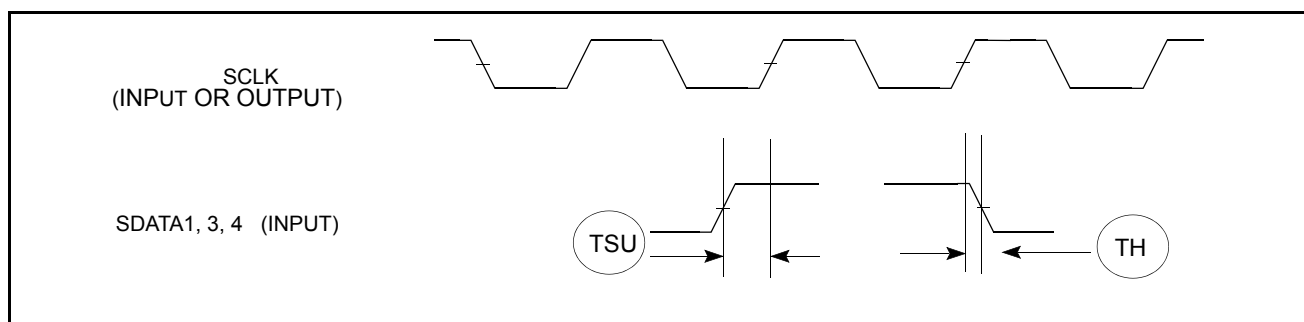 SCLK
(INPUT OR OUTPUT)
SDATA1, 3, 4 (INPUT)
TSU
TH